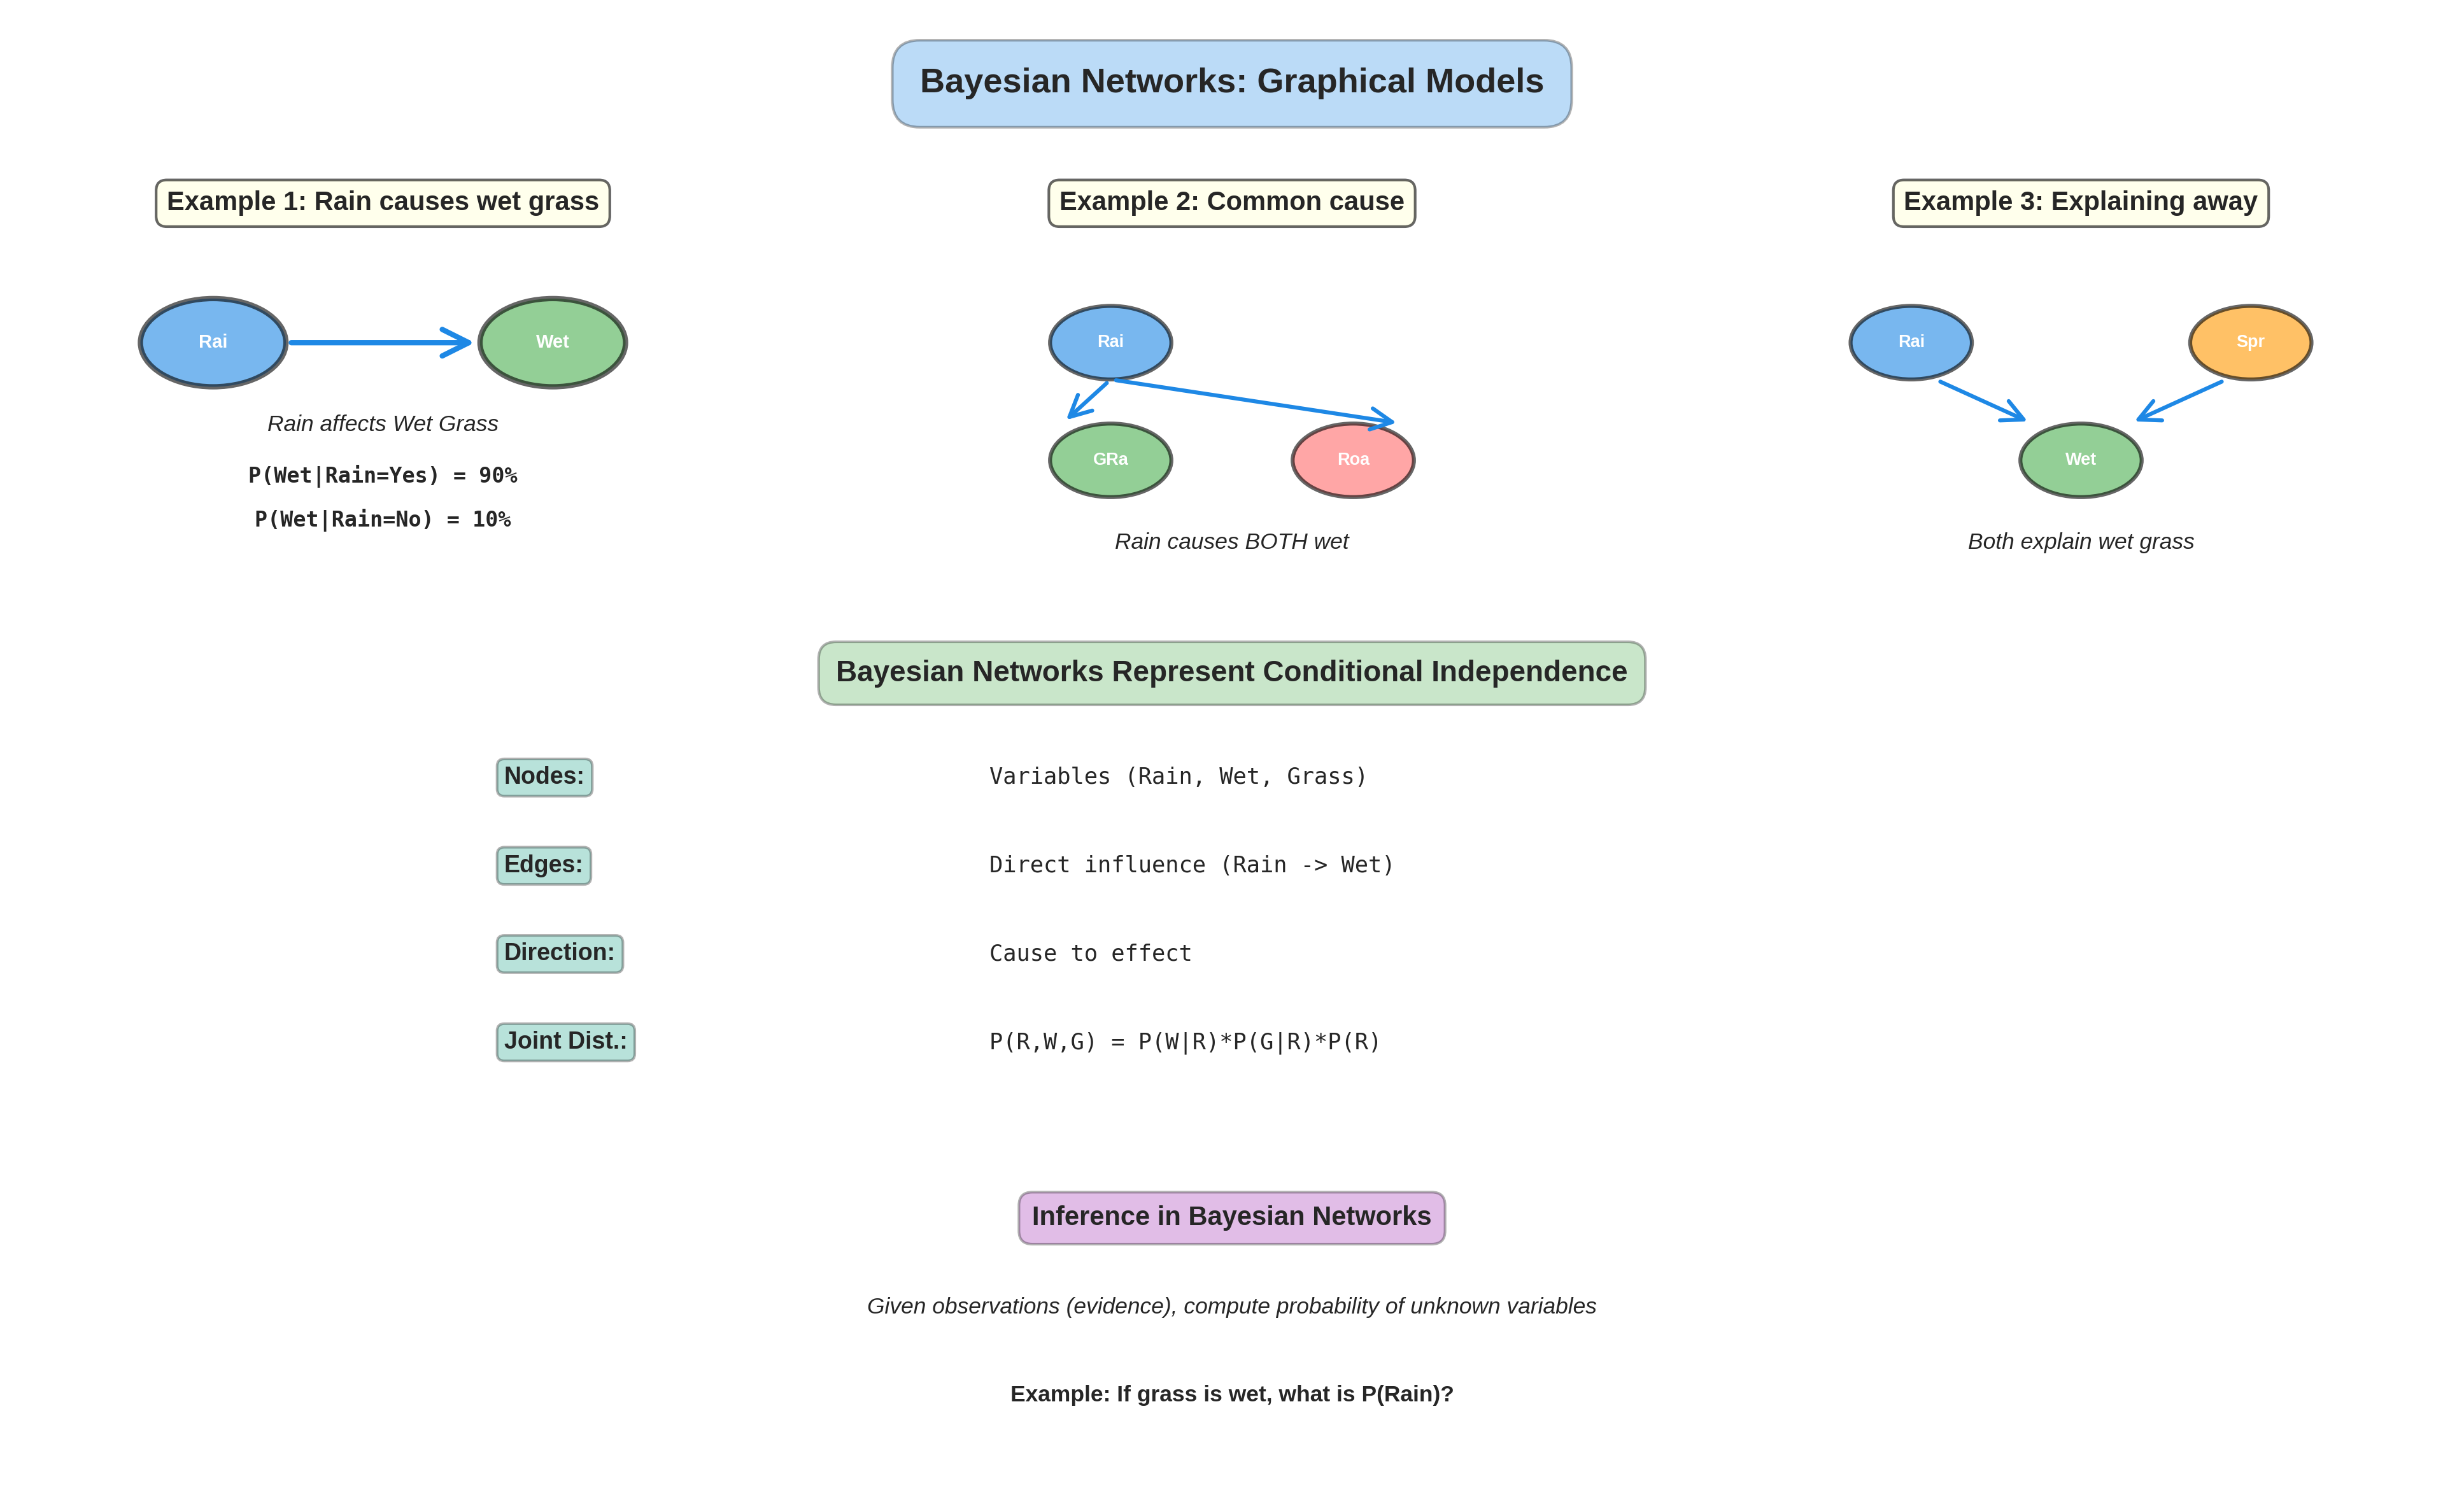 Bayesian Networks: Graphical Models
Example 1: Rain causes wet grass
Rai
Wet
Rain affects Wet Grass
P(Wet|Rain=Yes) = 90%
P(Wet|Rain=No) = 10%
Example 2: Common cause
Rai
GRa
Roa
Rain causes BOTH wet
Example 3: Explaining away
Rai
Spr
Wet
Both explain wet grass
Bayesian Networks Represent Conditional Independence
Nodes: Variables (Rain, Wet, Grass)
Edges: Direct influence (Rain -> Wet)
Direction: Cause to effect
Joint Dist.: P(R,W,G) = P(W|R)*P(G|R)*P(R)
Inference in Bayesian Networks
Given observations (evidence), compute probability of unknown variables
Example: If grass is wet, what is P(Rain)?